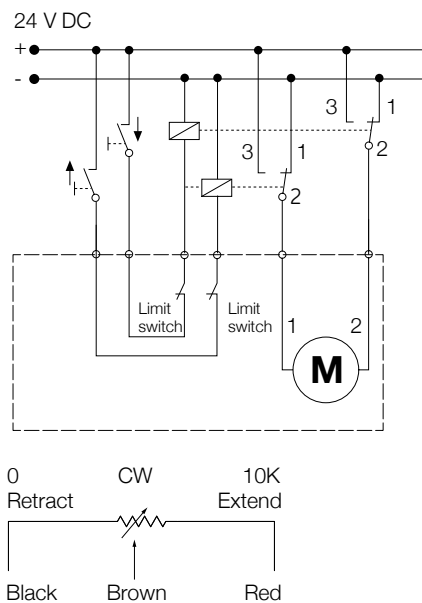 24 V DC
+
-
3 1
2
3 1
2
Limit
switch
Limit
switch
1 2
M
0 CW 10K
Retract Extend
Black Brown Red